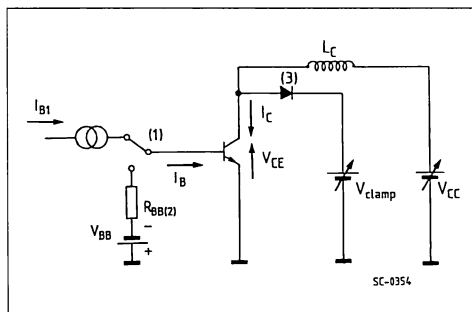 L_C
(3)
I_B1
(1)
I_C
I_B
V_CE
V_clamp
V_CC
R_BB(2)
V_BB
−
+
SC-0354